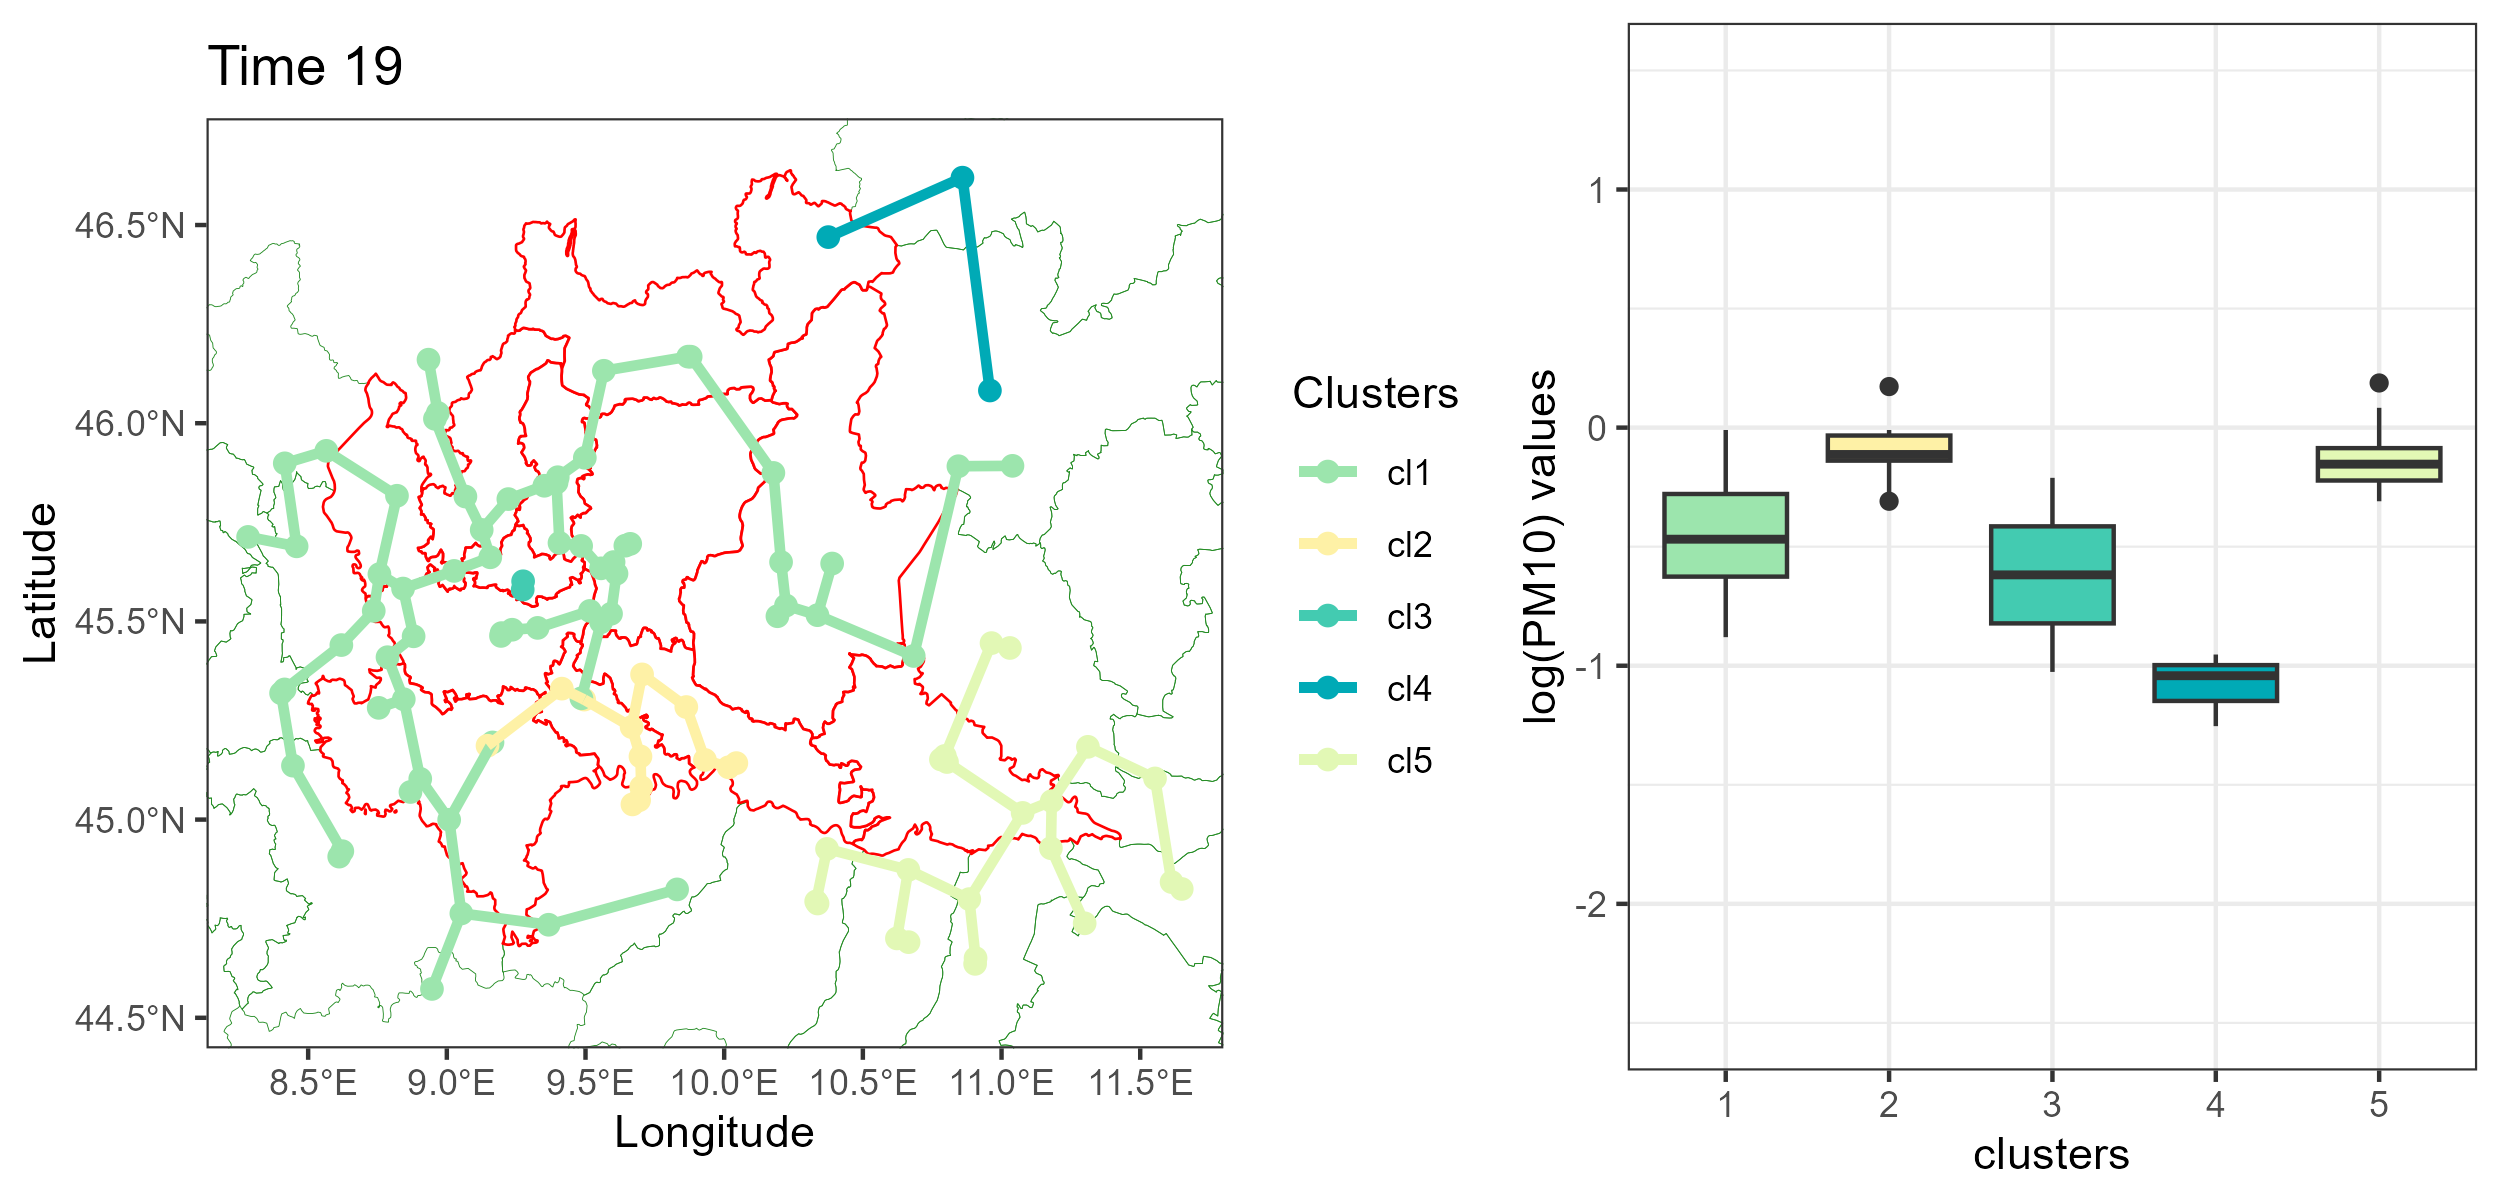 Time 19
46.5°N
46.0°N
45.5°N
45.0°N
44.5°N
Latitude
8.5°E 9.0°E 9.5°E 10.0°E 10.5°E 11.0°E 11.5°E
Longitude
Clusters
cl1
cl2
cl3
cl4
cl5
log(PM10) values
1
0
-1
-2
1 2 3 4 5
clusters